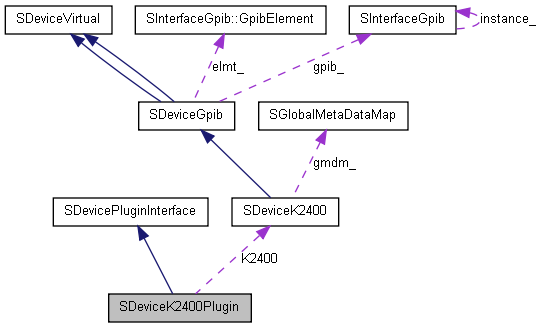 SDeviceVirtual
SInterfaceGpib::GpibElement
SInterfaceGpib
instance_
elmt_
gpib_
SDeviceGpib
SGlobalMetaDataMap
gmdm_
SDevicePluginInterface
SDeviceK2400
K2400
SDeviceK2400Plugin